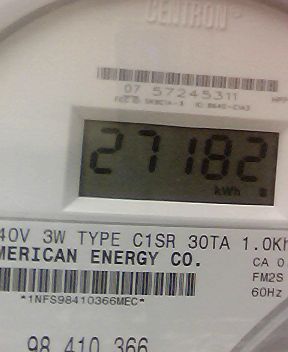 CENTRON®
07 57245311
27182
kWh
40V 3W TYPE C1SR 30TA 1.0Kh
MERICAN ENERGY CO.
CA 0.
FM2S
60Hz
*1NFS98410366MEC*
98 410 366